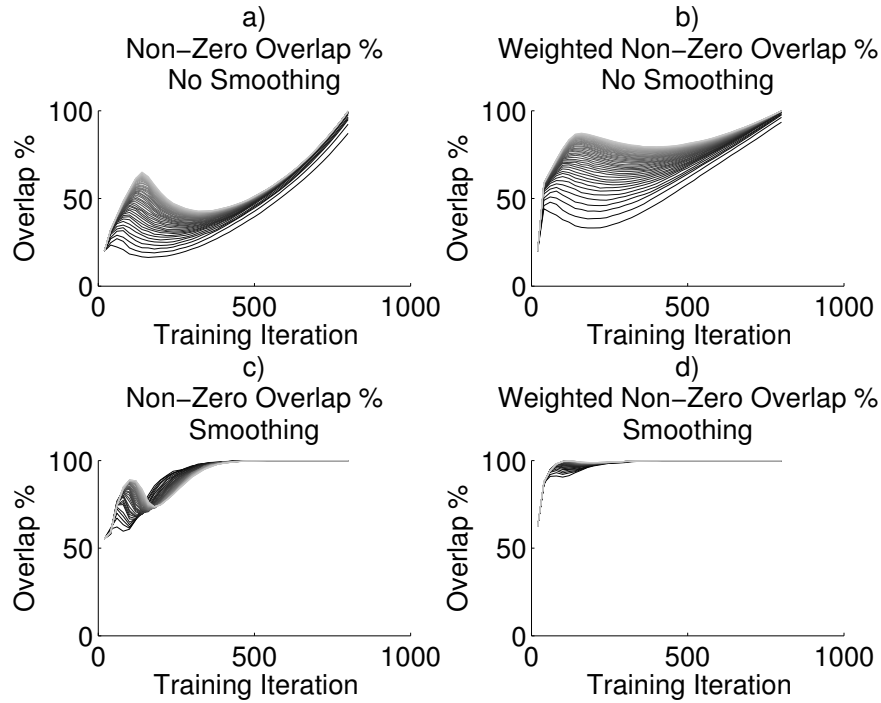 a)
Non−Zero Overlap %
No Smoothing
100
50
0
Overlap %
0
500
1000
Training Iteration
b)
Weighted Non−Zero Overlap %
No Smoothing
100
50
0
Overlap %
0
500
1000
Training Iteration
c)
Non−Zero Overlap %
Smoothing
100
50
0
Overlap %
0
500
1000
Training Iteration
d)
Weighted Non−Zero Overlap %
Smoothing
100
50
0
Overlap %
0
500
1000
Training Iteration